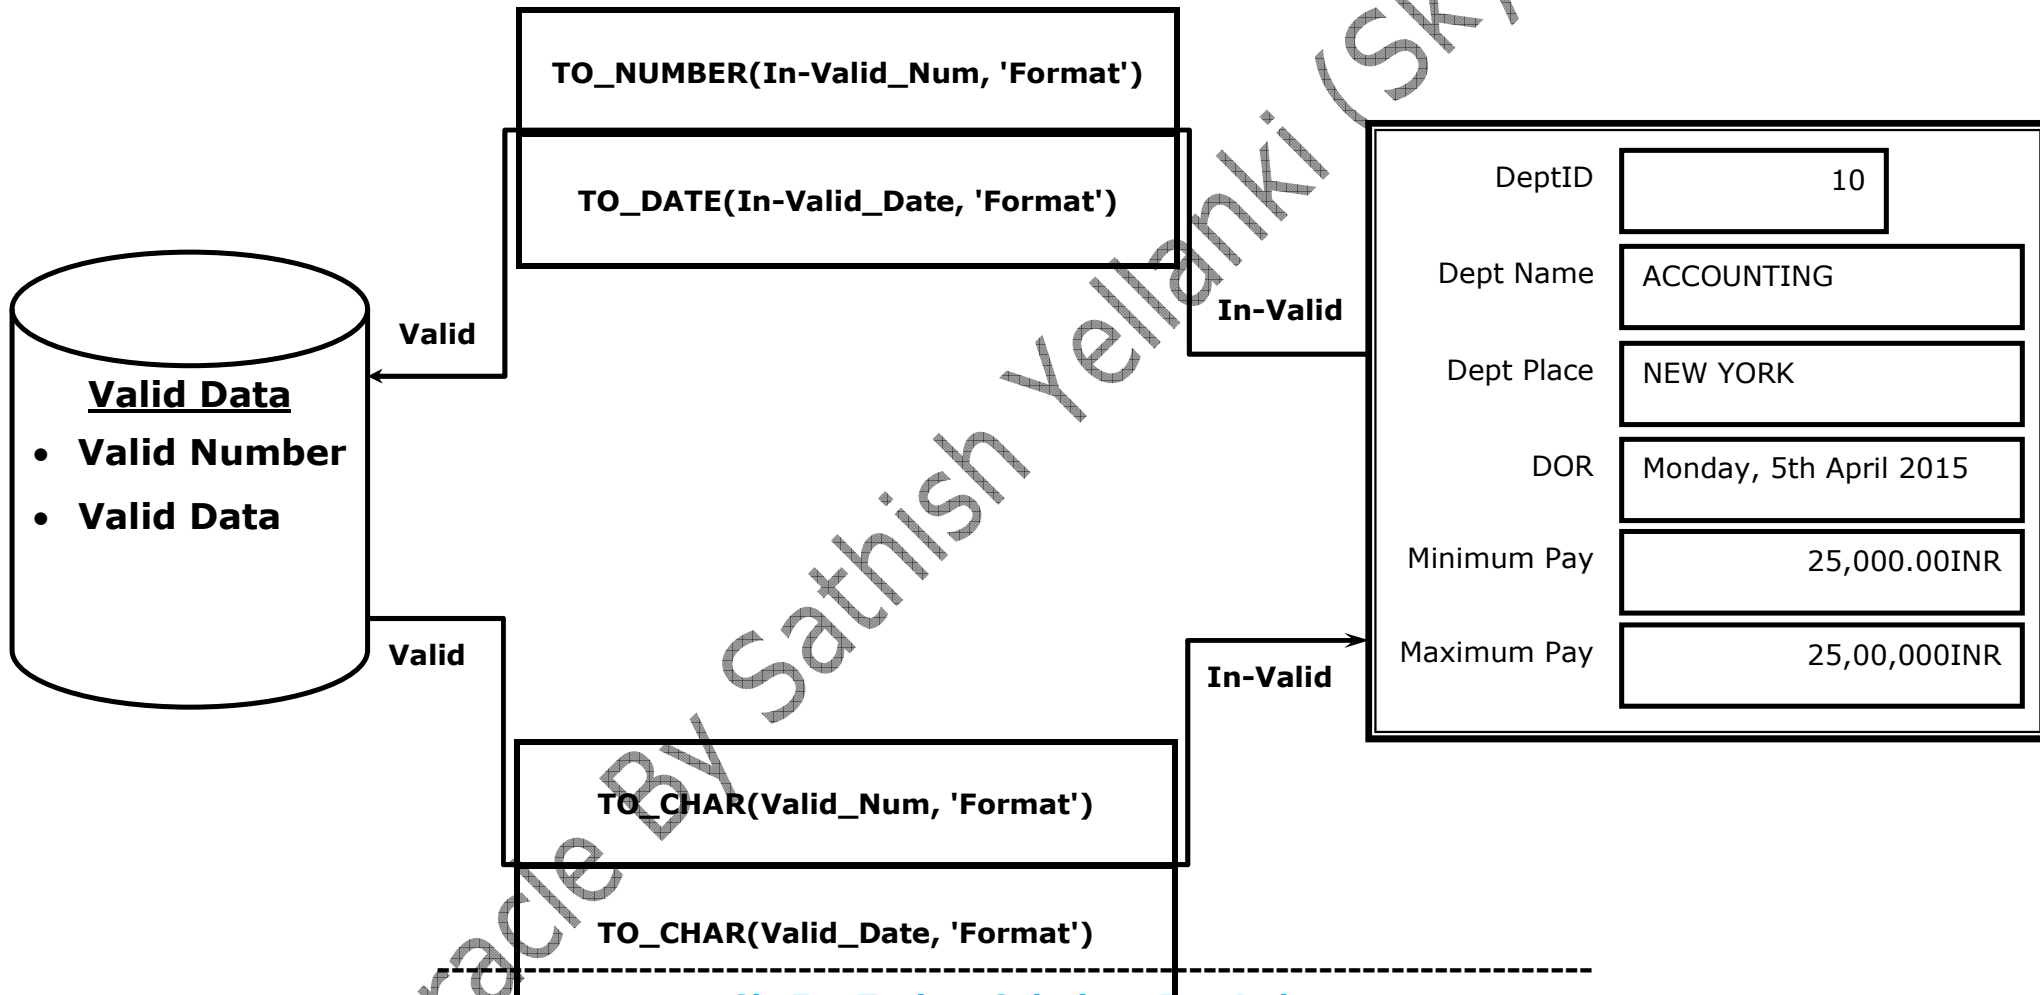 TO_NUMBER(In-Valid_Num, 'Format')
TO_DATE(In-Valid_Date, 'Format')
Valid
In-Valid
Valid Data
• Valid Number
• Valid Data
Valid
In-Valid
DeptID 10
Dept Name ACCOUNTING
Dept Place NEW YORK
DOR Monday, 5th April 2015
Minimum Pay 25,000.00INR
Maximum Pay 25,00,000INR
TO_CHAR(Valid_Num, 'Format')
TO_CHAR(Valid_Date, 'Format')
By Sathish Yellanki